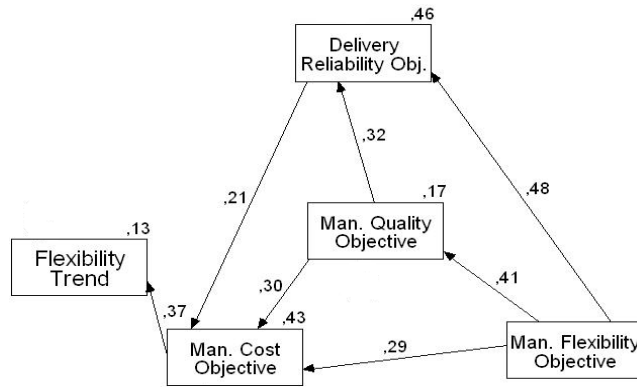 ,46
Delivery
Reliability Obj.
,32
,17
,48
,21
Man. Quality
Objective
,13
Flexibility
Trend
,41
,30
,37
,43
Man. Cost
Objective
,29
Man. Flexibility
Objective